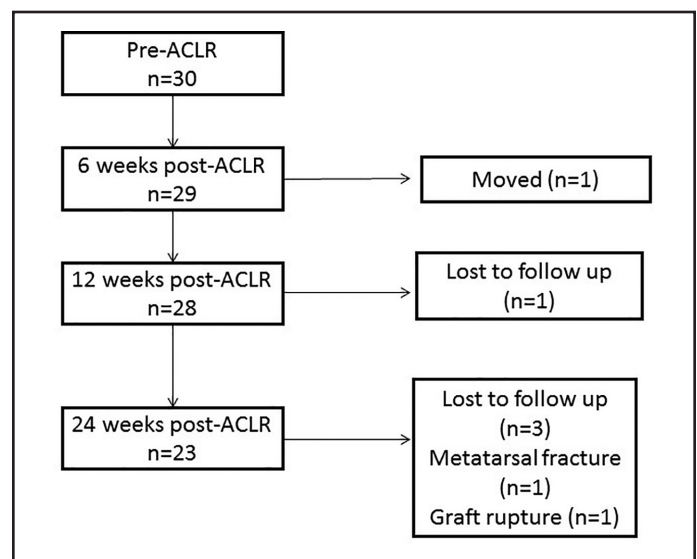 Pre-ACLR
n=30
6 weeks post-ACLR
n=29
Moved (n=1)
12 weeks post-ACLR
n=28
Lost to follow up
(n=1)
24 weeks post-ACLR
n=23
Lost to follow up
(n=3)
Metatarsal fracture
(n=1)
Graft rupture (n=1)